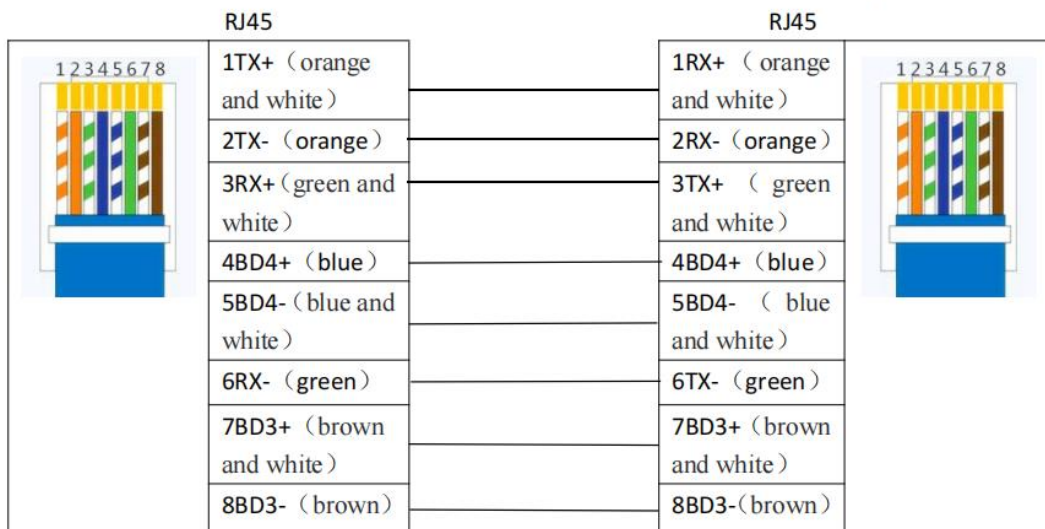 RJ45
RJ45
12345678
1TX+（orange
and white）
2TX-（orange）
3RX+（green and
white）
4BD4+（blue）
5BD4-（blue and
white）
6RX-（green）
7BD3+（brown
and white）
8BD3-（brown）
1RX+（ orange
and white）
2RX-（orange）
3TX+ （ green
and white）
4BD4+（blue）
5BD4- （ blue
and white）
6TX-（green）
7BD3+（brown
and white）
8BD3-(brown）
12345678